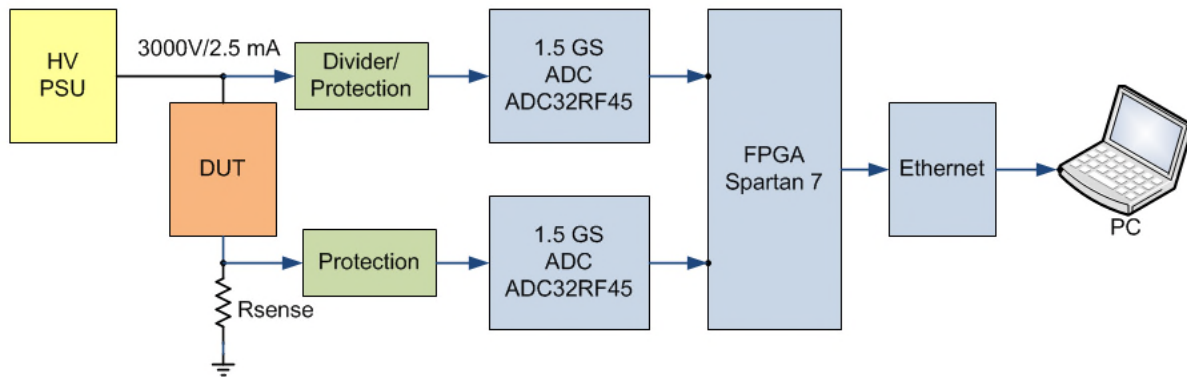 HV
PSU
3000V/2.5 mA
Divider/
Protection
1.5 GS
ADC
ADC32RF45
DUT
FPGA
Spartan 7
Ethernet
PC
Protection
1.5 GS
ADC
ADC32RF45
Rsense